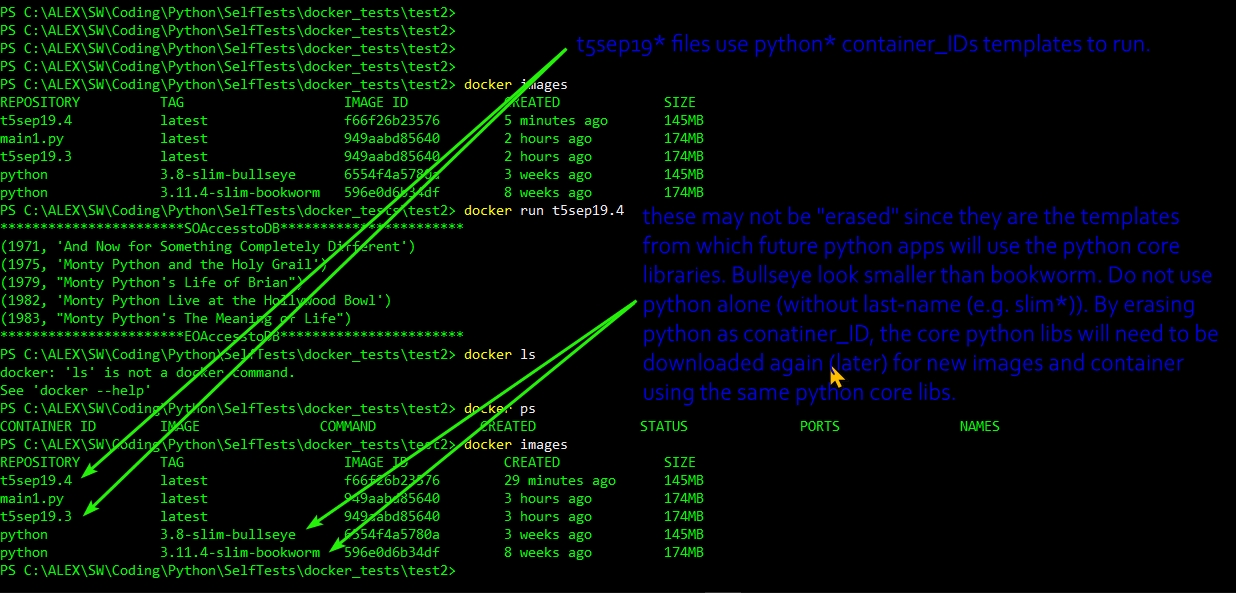 PS C:\ALEX\SW\Coding\Python\SelfTests\docker_tests\test2>
PS C:\ALEX\SW\Coding\Python\SelfTests\docker_tests\test2>
PS C:\ALEX\SW\Coding\Python\SelfTests\docker_tests\test2>
t5sep19* files use python* container_IDs templates to run.
PS C:\ALEX\SW\Coding\Python\SelfTests\docker_tests\test2>
PS C:\ALEX\SW\Coding\Python\SelfTests\docker_tests\test2> docker images
REPOSITORY TAG IMAGE ID CREATED SIZE
t5sep19.4 latest f66f26b23576 5 minutes ago 145MB
main1.py latest 949aabd85640 2 hours ago 174MB
t5sep19.3 latest 949aabd85640 2 hours ago 174MB
python 3.8-slim-bullseye 6554f4a5780a 3 weeks ago 145MB
python 3.11.4-slim-bookworm 596e0d6b34df 8 weeks ago 174MB
PS C:\ALEX\SW\Coding\Python\SelfTests\docker_tests\test2> docker run t5sep19.4
***********************SOAccesstoDB***********************
(1971, 'And Now for Something Completely Different')
(1975, 'Monty Python and the Holy Grail')
(1979, "Monty Python's Life of Brian")
(1982, 'Monty Python Live at the Hollywood Bowl')
(1983, "Monty Python's The Meaning of Life")
***********************EOAccesstoDB***********************
these may not be "erased" since they are the templates
from which future python apps will use the python core
libraries. Bullseye look smaller than bookworm. Do not use
python alone (without last-name (e.g. slim*)). By erasing
python as conatiner_ID, the core python libs will need to be
downloaded again (later) for new images and container
using the same python core libs.
PS C:\ALEX\SW\Coding\Python\SelfTests\docker_tests\test2> docker ls
docker: 'ls' is not a docker command.
See 'docker --help'
PS C:\ALEX\SW\Coding\Python\SelfTests\docker_tests\test2> docker ps
CONTAINER ID IMAGE COMMAND CREATED STATUS PORTS NAMES
PS C:\ALEX\SW\Coding\Python\SelfTests\docker_tests\test2> docker images
REPOSITORY TAG IMAGE ID CREATED SIZE
t5sep19.4 latest f66f26b23576 29 minutes ago 145MB
main1.py latest 949aabd85640 3 hours ago 174MB
t5sep19.3 latest 949aabd85640 3 hours ago 174MB
python 3.8-slim-bullseye 6554f4a5780a 3 weeks ago 145MB
python 3.11.4-slim-bookworm 596e0d6b34df 8 weeks ago 174MB
PS C:\ALEX\SW\Coding\Python\SelfTests\docker_tests\test2>